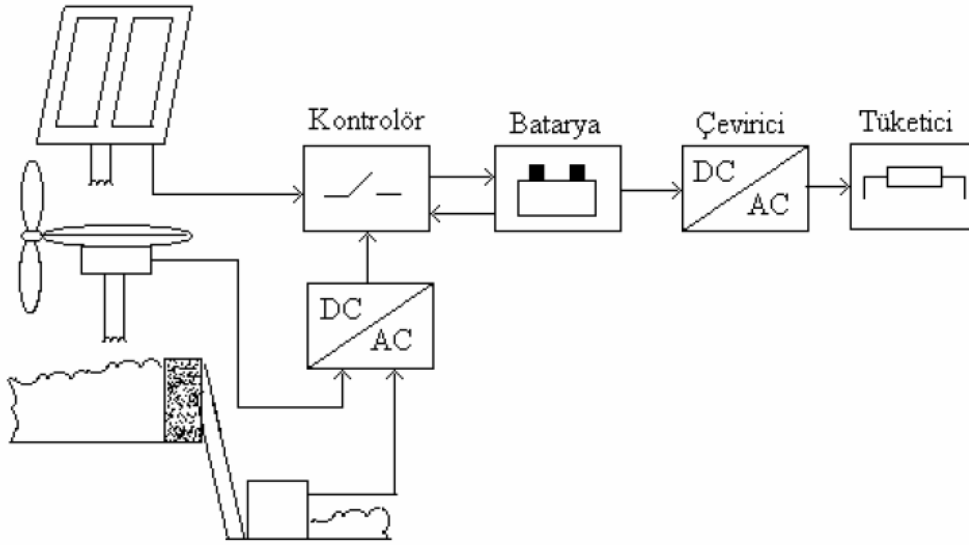 Kontrolör
Batarya
Çevirici
Tüketici
DC
AC
DC
AC